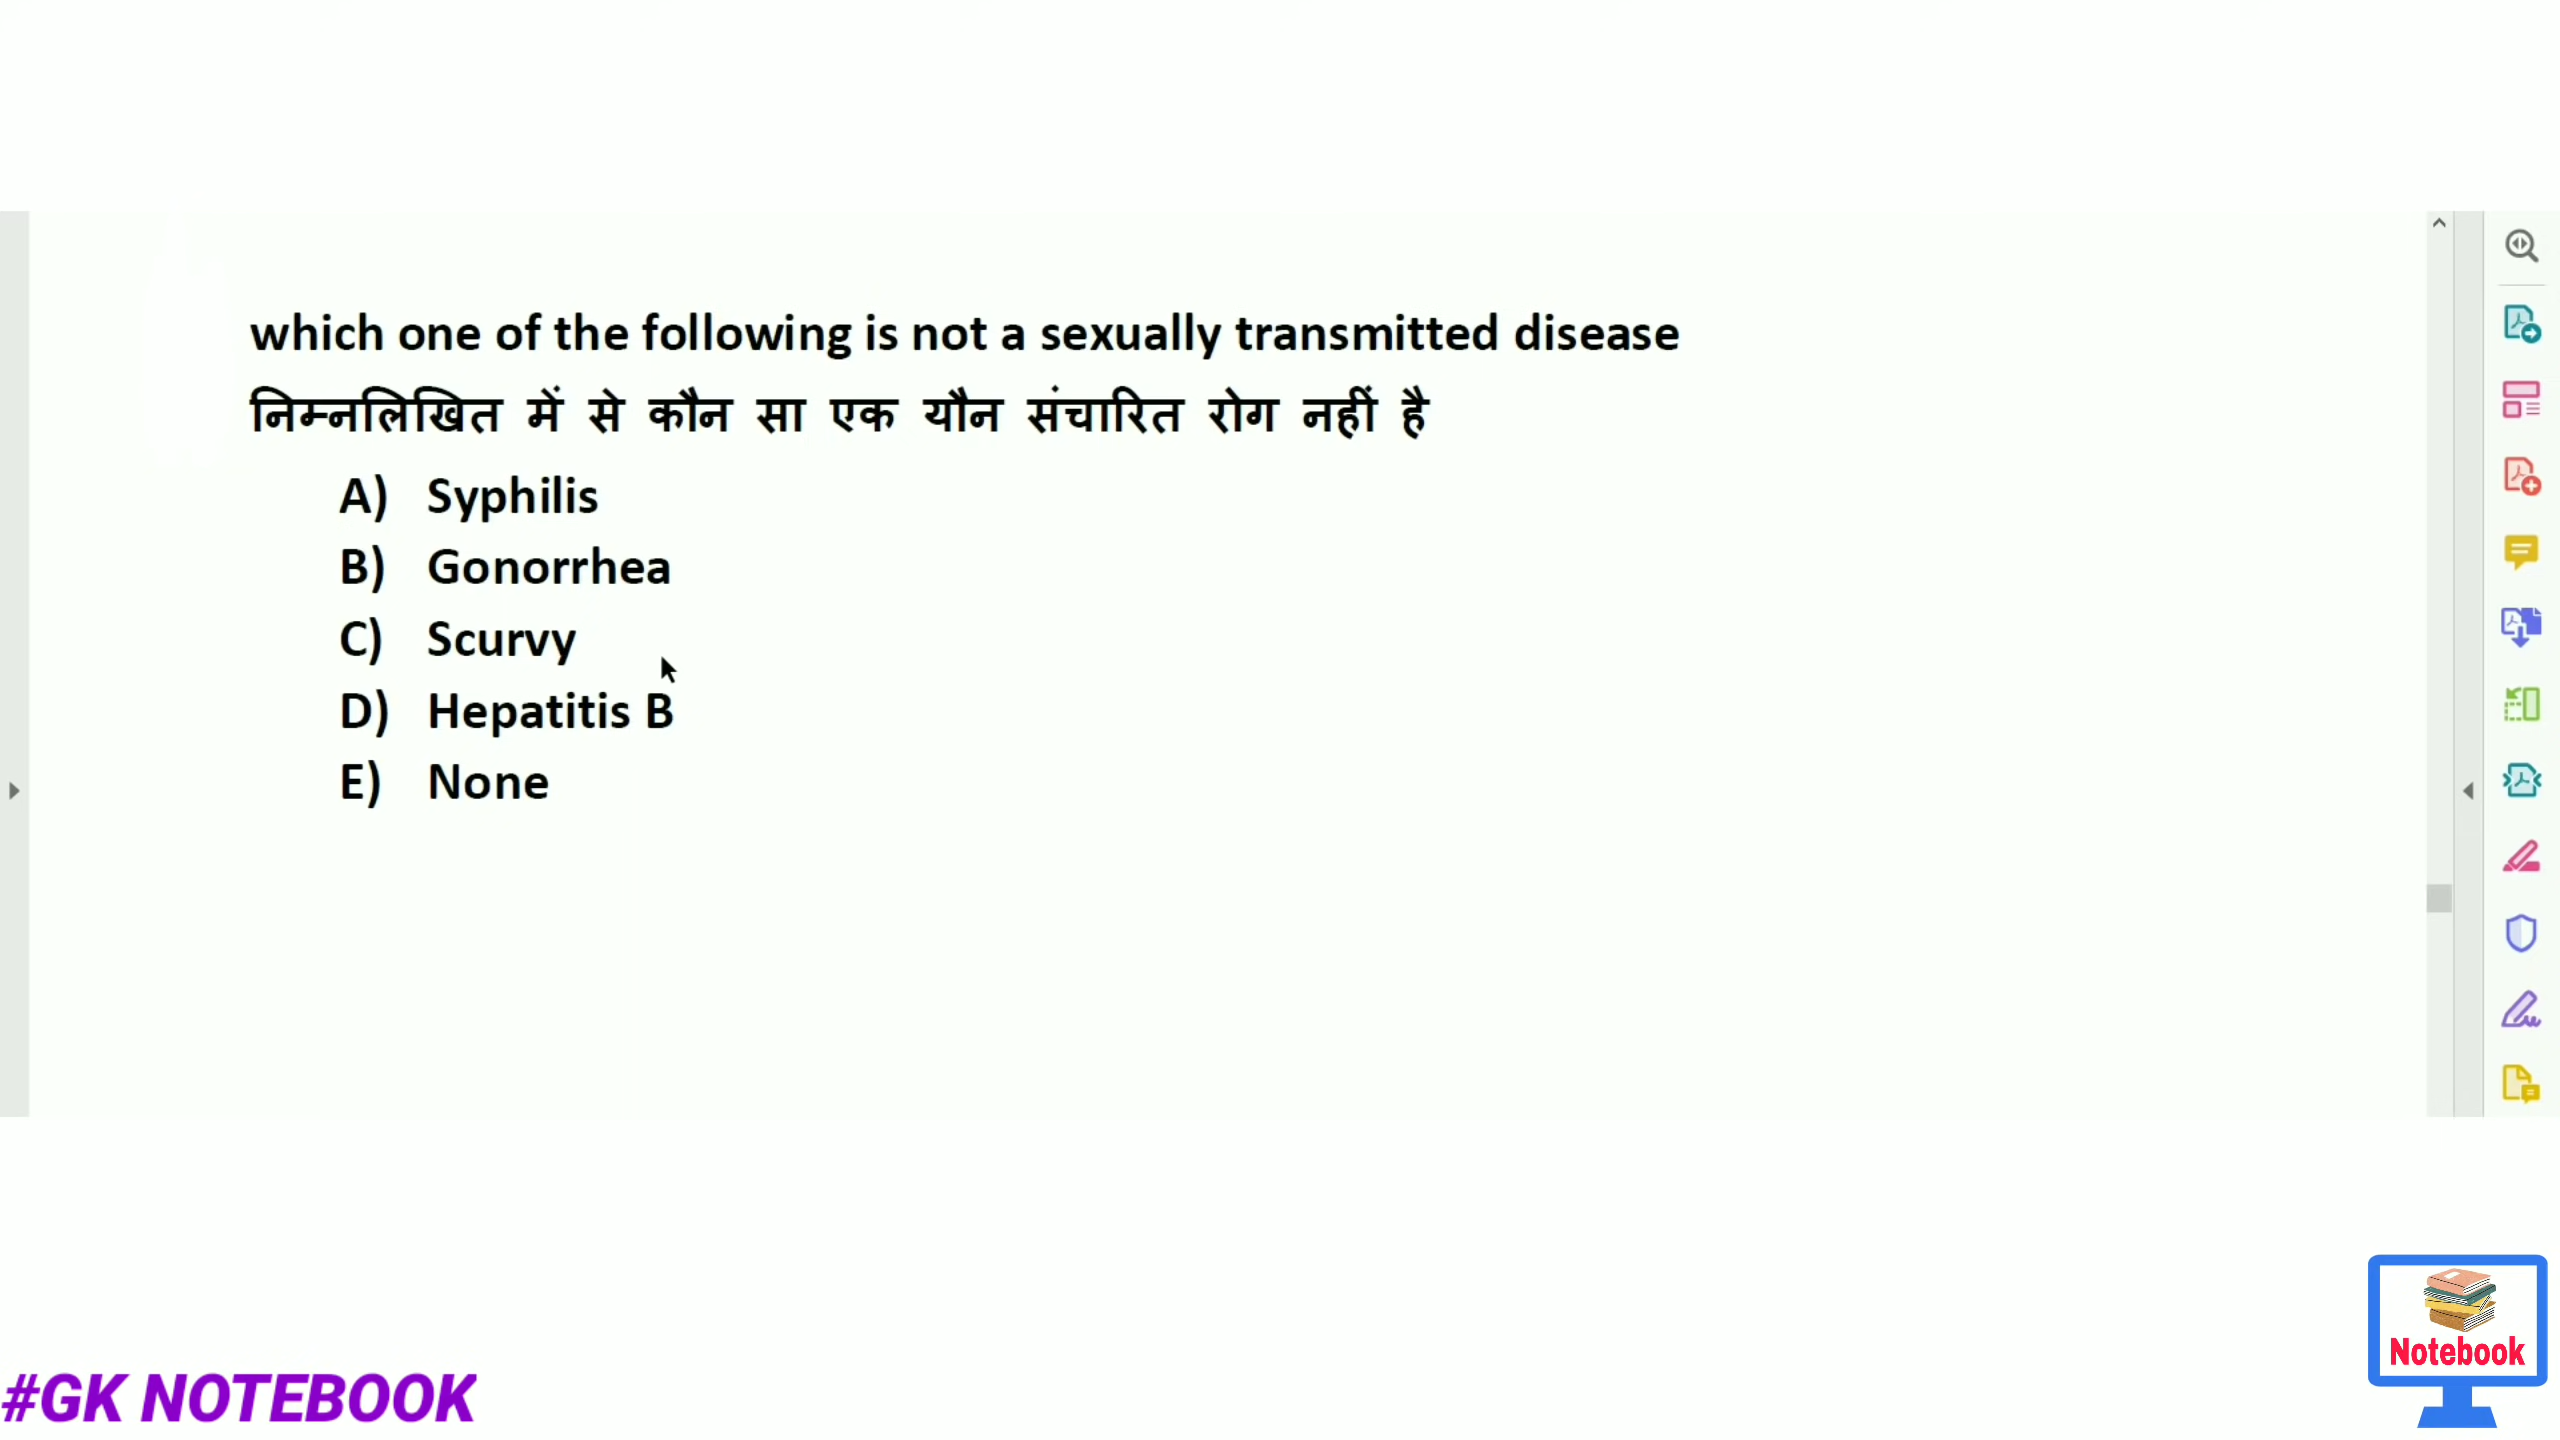 which one of the following is not a sexually transmitted disease
निम्नलिखित में से कौन सा एक यौन संचारित रोग नहीं है
A) Syphilis
B) Gonorrhea
C) Scurvy
D) Hepatitis B
E) None
Notebook
#GK NOTEBOOK